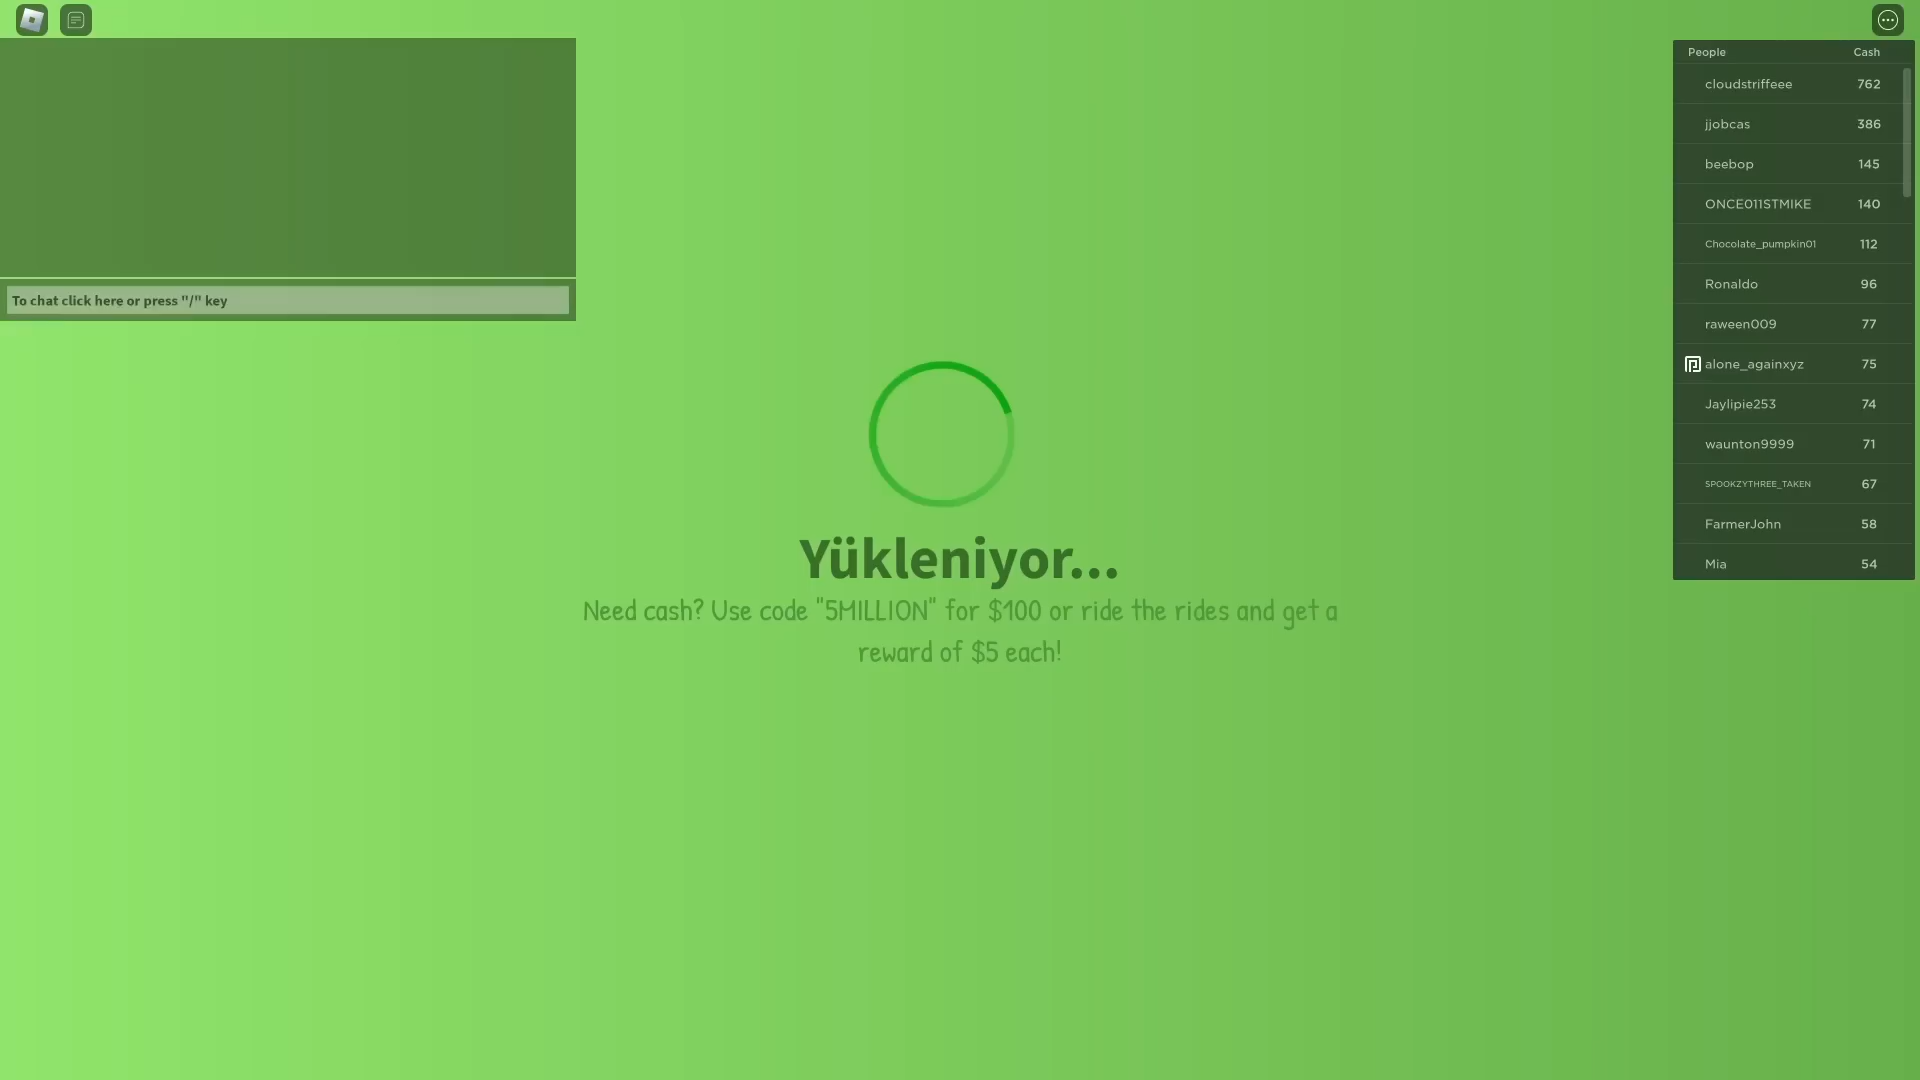 To chat click here or press "/" key
Yükleniyor...
Need cash? Use code "5MILLION" for $100 or ride the rides and get a
reward of $5 each!
People Cash
cloudstriffeee 762
jjobcas 386
beebop 145
ONCE011STMIKE 140
Chocolate_pumpkin01 112
Ronaldo 96
raween009 77
alone_againxyz 75
Jaylipie253 74
waunton9999 71
SPOOKZYTHREE_TAKEN 67
FarmerJohn 58
Mia 54